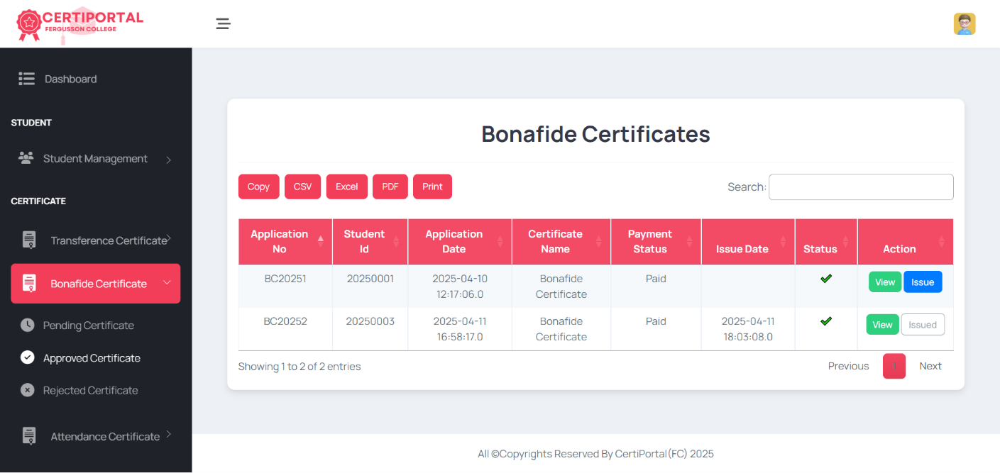 CERTIPORTAL
FERGUSSON COLLEGE
Dashboard
STUDENT
Student Management
CERTIFICATE
Transference Certificate
Bonafide Certificate
Pending Certificate
Approved Certificate
Rejected Certificate
Attendance Certificate
Bonafide Certificates
Copy CSV Excel PDF Print Search:
Application Student Application Certificate Payment
No Id Date Name Status Issue Date Status Action
BC20251 20250001 2025-04-10 Bonafide Paid View Issue
12:17:06.0 Certificate
BC20252 20250003 2025-04-11 Bonafide Paid 2025-04-11 View Issued
16:58:17.0 Certificate 18:03:08.0
Showing 1 to 2 of 2 entries Previous 1 Next
All ©Copyrights Reserved By CertiPortal(FC) 2025